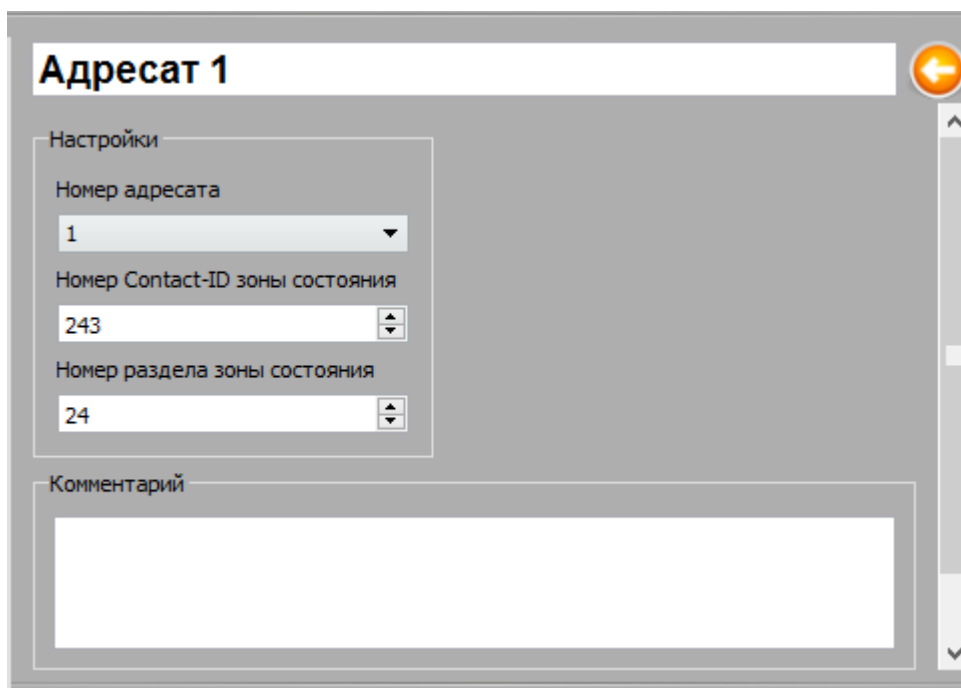 Адресат 1
Настройки
Номер адресата
1
Номер Contact-ID зоны состояния
243
Номер раздела зоны состояния
24
Комментарий